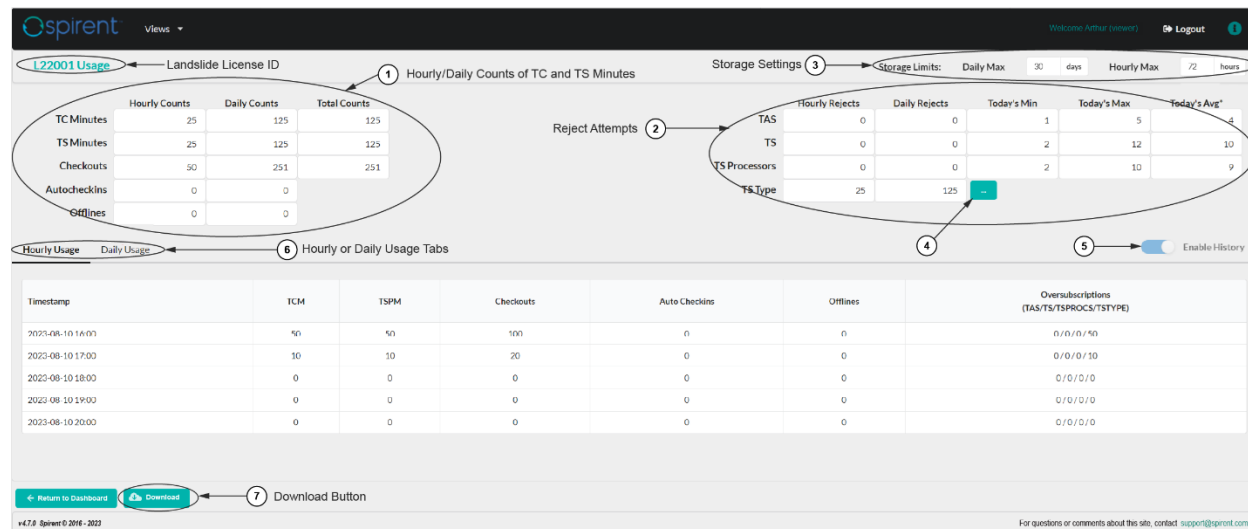 spirent Views Welcome Arthur (viewer) Logout
L22001 Usage Landslide License ID 1 Hourly/Daily Counts of TC and TS Minutes Storage Settings 3 Storage Limits: Daily Max 30 days Hourly Max 72 hours
Hourly Counts Daily Counts Total Counts
TC Minutes 25 125 125
TS Minutes 25 125 125
Checkouts 50 251 251
Autocheckins 0 0
Offlines 0 0
Reject Attempts 2
Hourly Rejects Daily Rejects Today's Min Today's Max Today's Avg*
TAS 0 0 1 5 4
TS 0 0 2 12 10
TS Processors 0 0 2 10 9
TS Type 25 125 ...
4
Hourly Usage Daily Usage 6 Hourly or Daily Usage Tabs 5 Enable History
Timestamp TCM TSPM Checkouts Auto Checkins Offlines Oversubscriptions
(TAS/TS/TSPROCS/TSTYPE)
2023-08-10 16:00 50 50 100 0 0 0/0/0/50
2023-08-10 17:00 10 10 20 0 0 0/0/0/10
2023-08-10 18:00 0 0 0 0 0 0/0/0/0
2023-08-10 19:00 0 0 0 0 0 0/0/0/0
2023-08-10 20:00 0 0 0 0 0 0/0/0/0
Return to Dashboard Download 7 Download Button
v4.7.0 Spirent © 2016 - 2023 For questions or comments about this site, contact support@spirent.com